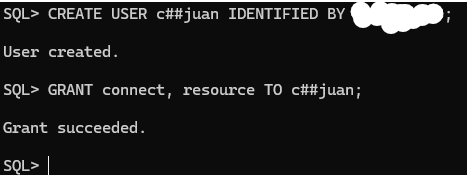 SQL> CREATE USER c##juan IDENTIFIED BY ;
User created.
SQL> GRANT connect, resource TO c##juan;
Grant succeeded.
SQL>